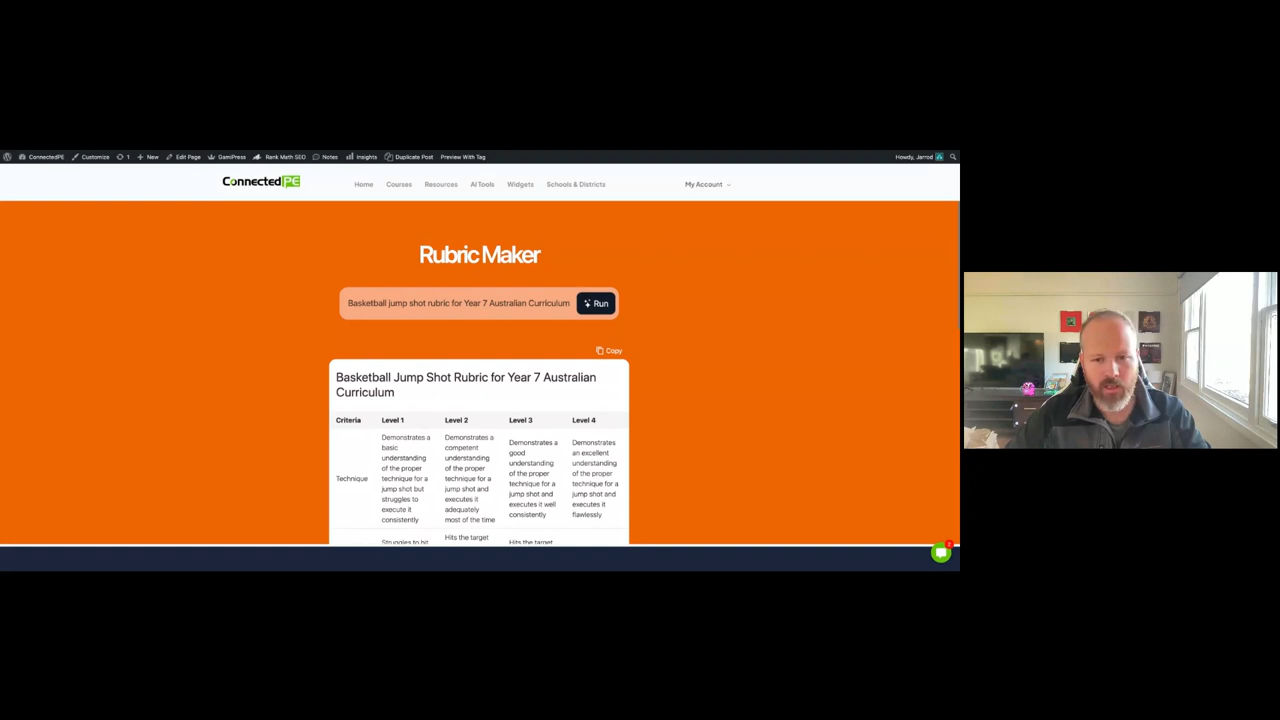 ConnectedPE Customize 1 New Edit Page GamiPress Rank Math SEO Notes Insights Duplicate Post Preview With Tag Howdy, Jarrod
ConnectedPE Home Courses Resources AI Tools Widgets Schools & Districts My Account
Rubric Maker
Basketball jump shot rubric for Year 7 Australian Curriculum Run
Copy
Basketball Jump Shot Rubric for Year 7 Australian
Curriculum
Criteria Level 1 Level 2 Level 3 Level 4
Technique
Demonstrates a
basic
understanding
of the proper
technique for a
jump shot but
struggles to
execute it
consistently
Demonstrates a
competent
understanding
of the proper
technique for a
jump shot and
executes it
adequately
most of the time
Demonstrates a
good
understanding
of the proper
technique for a
jump shot and
executes it well
consistently
Demonstrates
an excellent
understanding
of the proper
technique for a
jump shot and
executes it
flawlessly
Struggles to hit
Hits the target
Hits the target
2